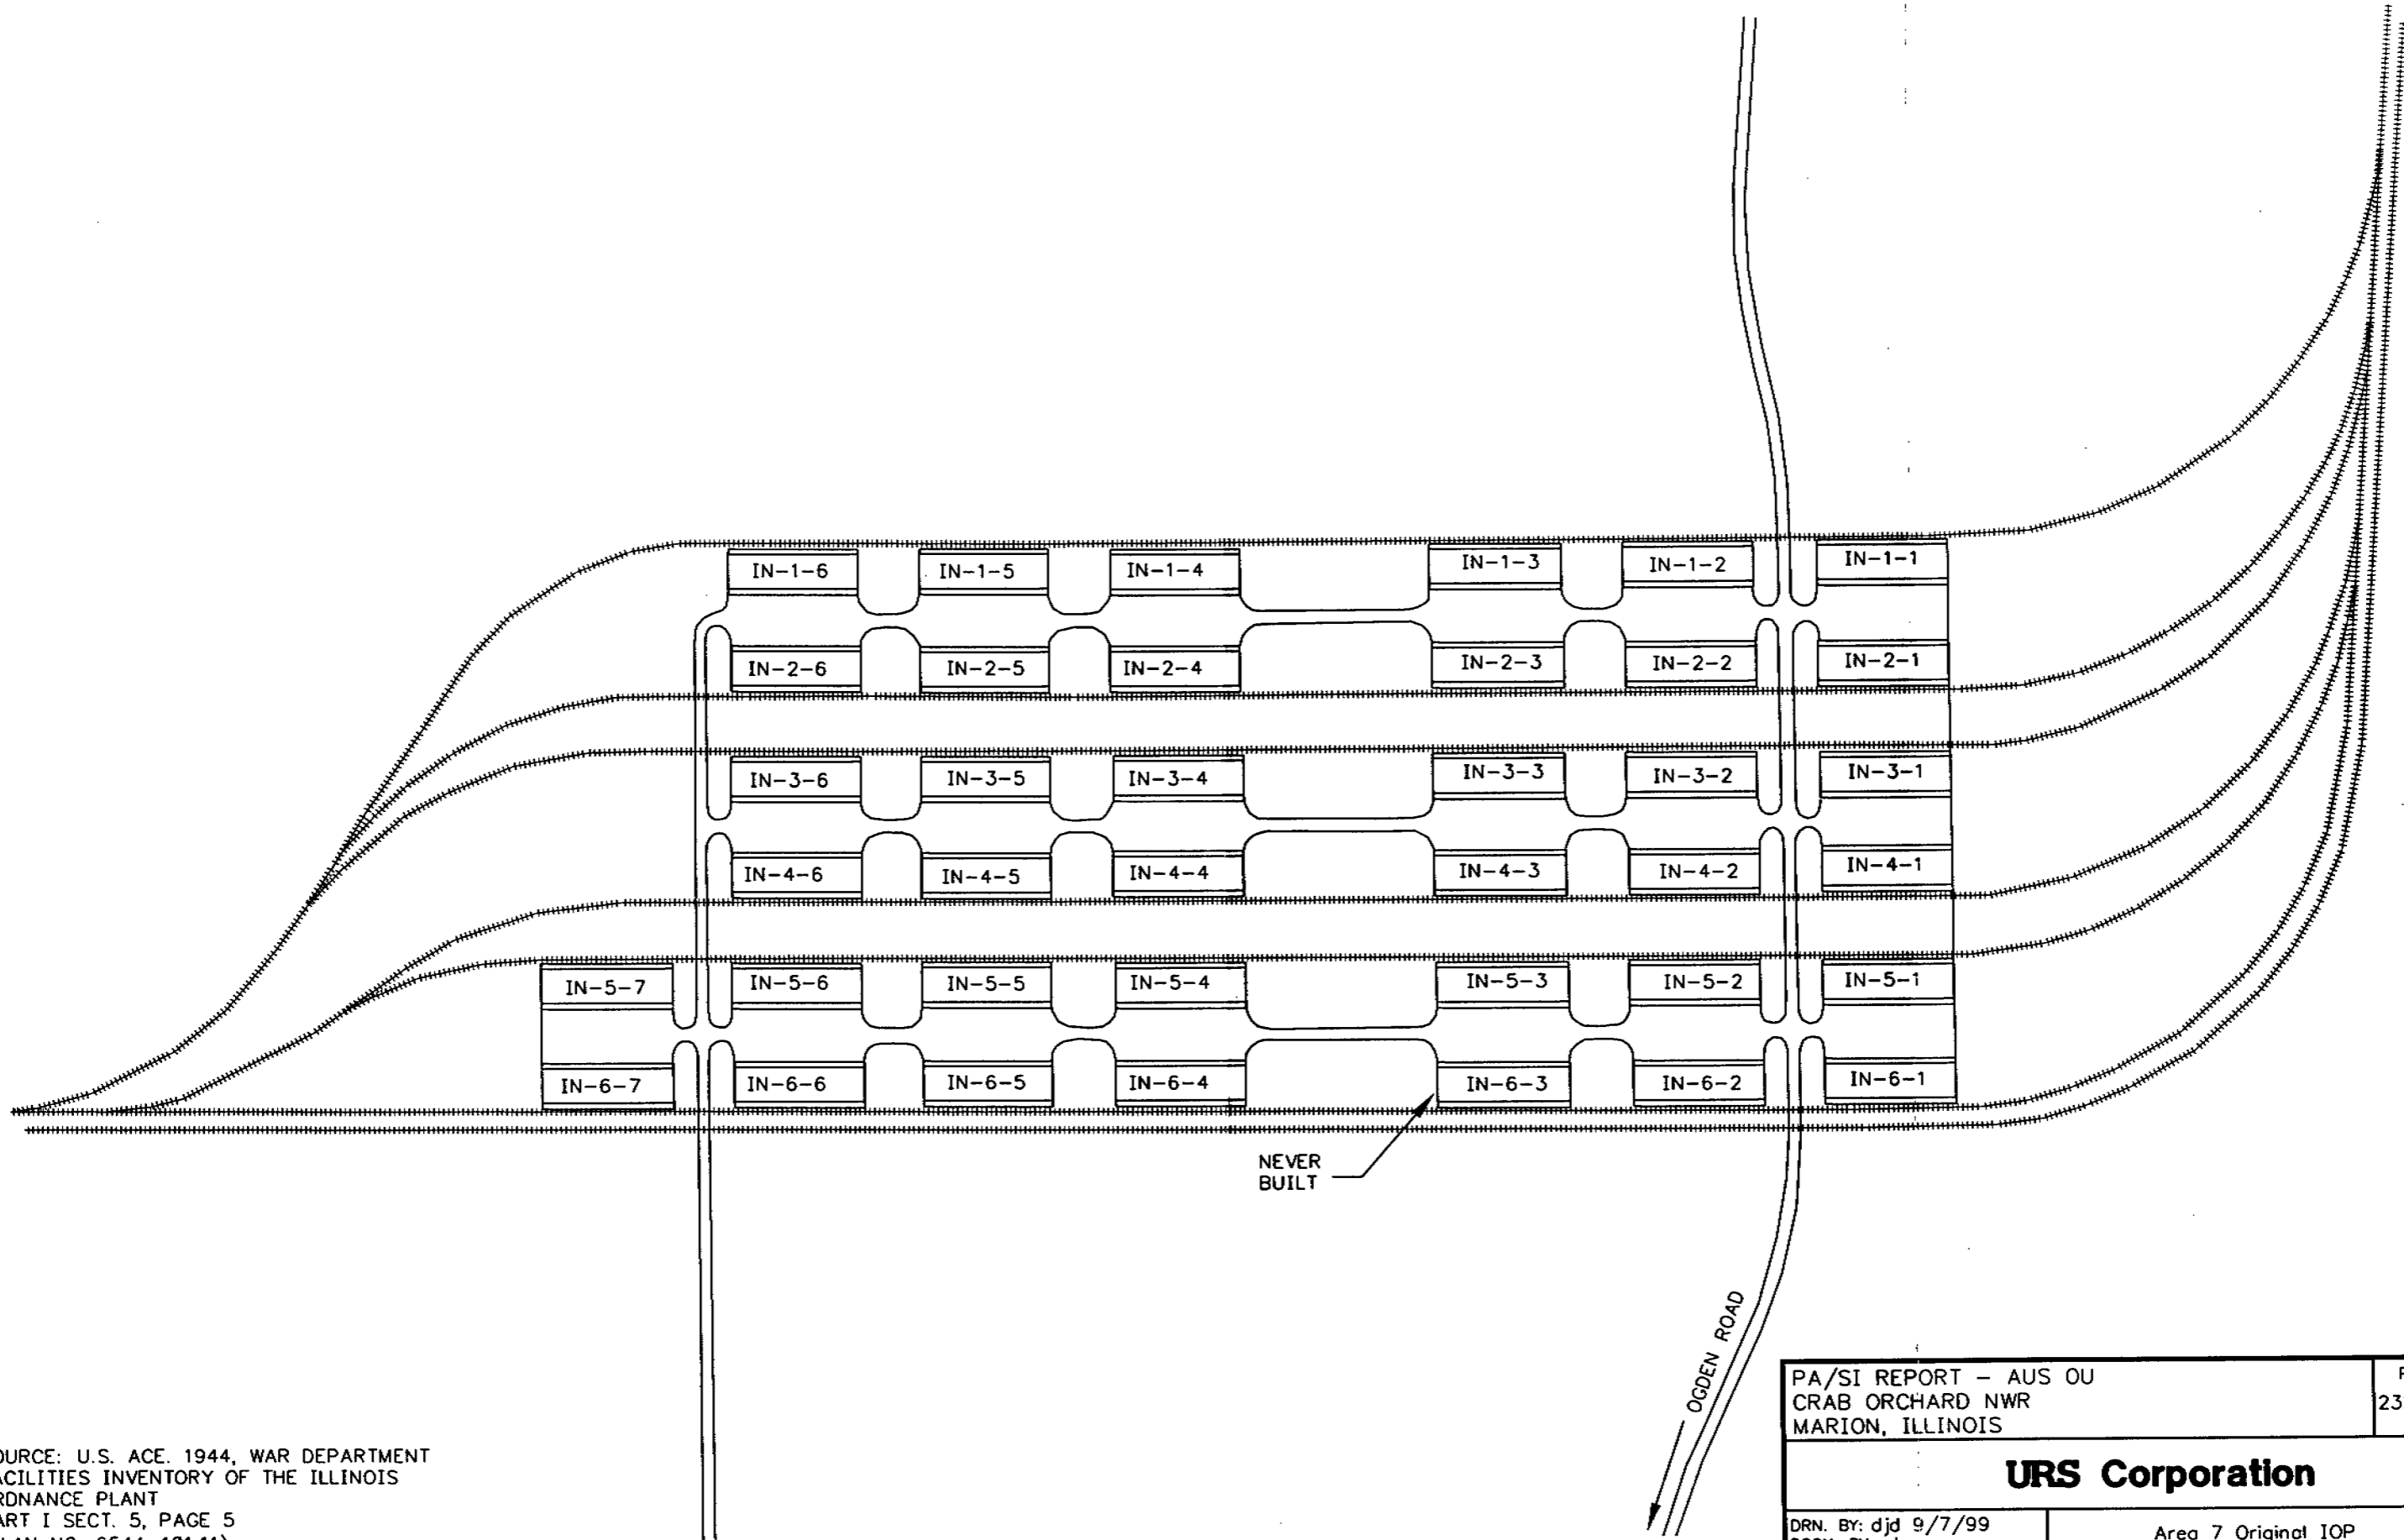 IN-1-6
IN-1-5
IN-1-4
IN-1-3
IN-1-2
IN-1-1
IN-2-6
IN-2-5
IN-2-4
IN-2-3
IN-2-2
IN-2-1
IN-3-6
IN-3-5
IN-3-4
IN-3-3
IN-3-2
IN-3-1
IN-4-6
IN-4-5
IN-4-4
IN-4-3
IN-4-2
IN-4-1
IN-5-7
IN-5-6
IN-5-5
IN-5-4
IN-5-3
IN-5-2
IN-5-1
IN-6-7
IN-6-6
IN-6-5
IN-6-4
IN-6-3
IN-6-2
IN-6-1
NEVER
BUILT
OGDEN ROAD
OURCE: U.S. ACE. 1944, WAR DEPARTMENT
ACILITIES INVENTORY OF THE ILLINOIS
RDNANCE PLANT
ART I SECT. 5, PAGE 5
PA/SI REPORT – AUS OU
CRAB ORCHARD NWR
MARION, ILLINOIS
23
URS Corporation
DRN. BY: djd 9/7/99
Area 7 Original IOP